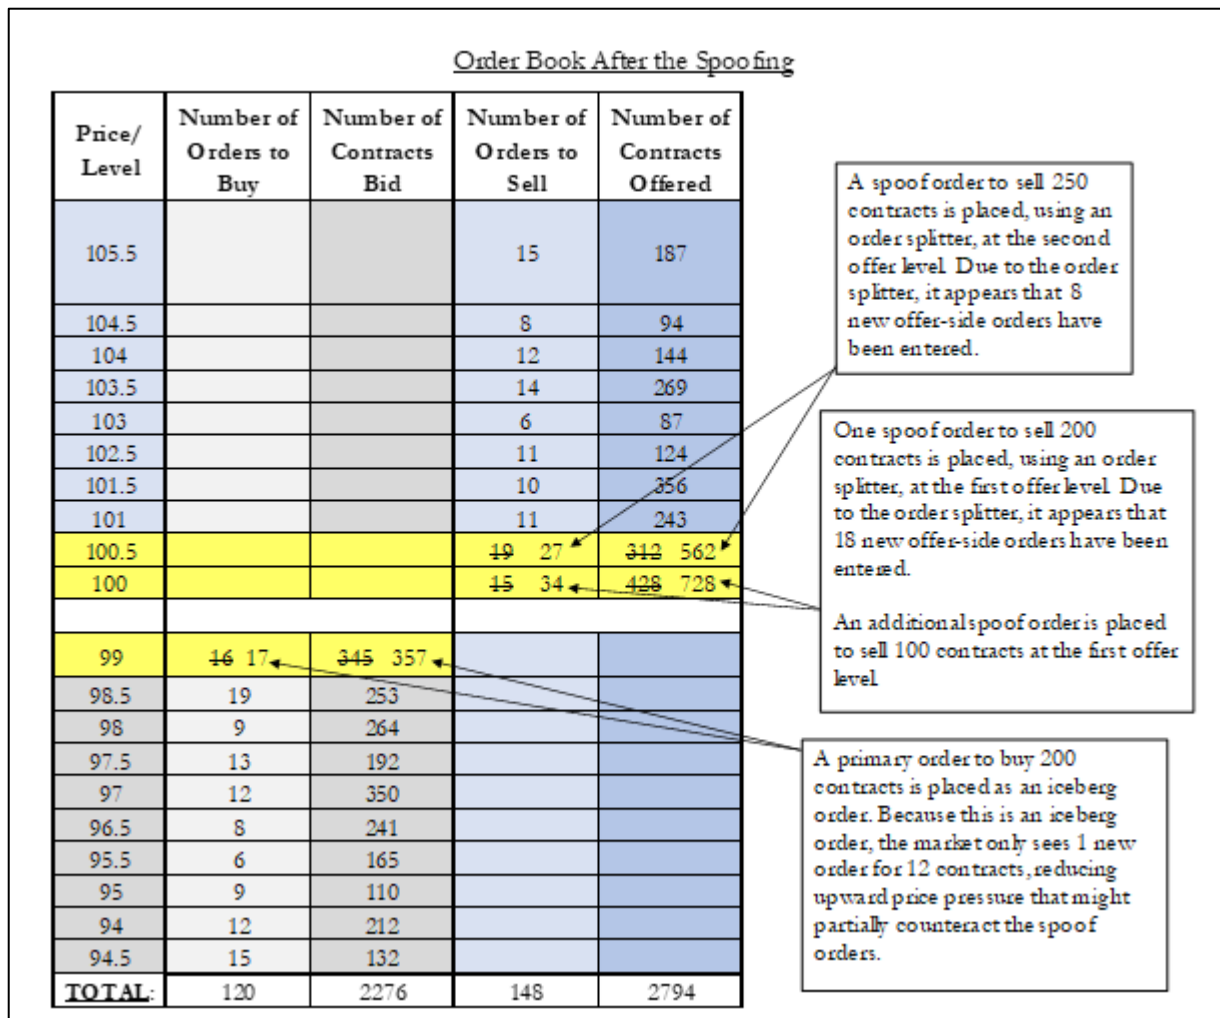 Order Book After the Spoofing
Price/ Level | Number of Orders to Buy | Number of Contracts Bid | Number of Orders to Sell | Number of Contracts Offered
105.5 15 187
104.5 8 94
104 12 144
103.5 14 269
103 6 87
102.5 11 124
101.5 10 356
101 11 243
100.5 19 27 312 562
100 15 34 428 728
99 16 17 345 357
98.5 19 253
98 9 264
97.5 13 192
97 12 350
96.5 8 241
95.5 6 165
95 9 110
94 12 212
94.5 15 132
TOTAL: 120 2276 148 2794
A spoof order to sell 250
contracts is placed, using an
order splitter, at the second
offer level. Due to the order
splitter, it appears that 8
new offer-side orders have
been entered.
One spoof order to sell 200
contracts is placed, using an order
splitter, at the first offer level. Due
to the order splitter, it appears that
18 new offer-side orders have been
entered.
An additional spoof order is placed
to sell 100 contracts at the first offer
level.
A primary order to buy 200
contracts is placed as an iceberg
order. Because this is an iceberg
order, the market only sees 1 new
order for 12 contracts, reducing
upward price pressure that might
partially counteract the spoof
orders.